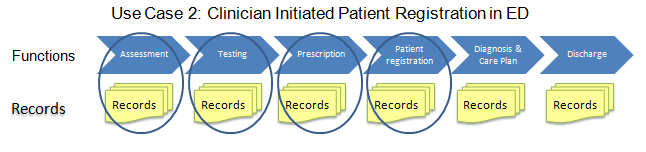 Use Case 2: Clinician Initiated Patient Registration in ED
Functions
Assessment
Testing
Prescription
Patient
registration
Diagnosis &
Care Plan
Discharge
Records
Records
Records
Records
Records
Records
Records